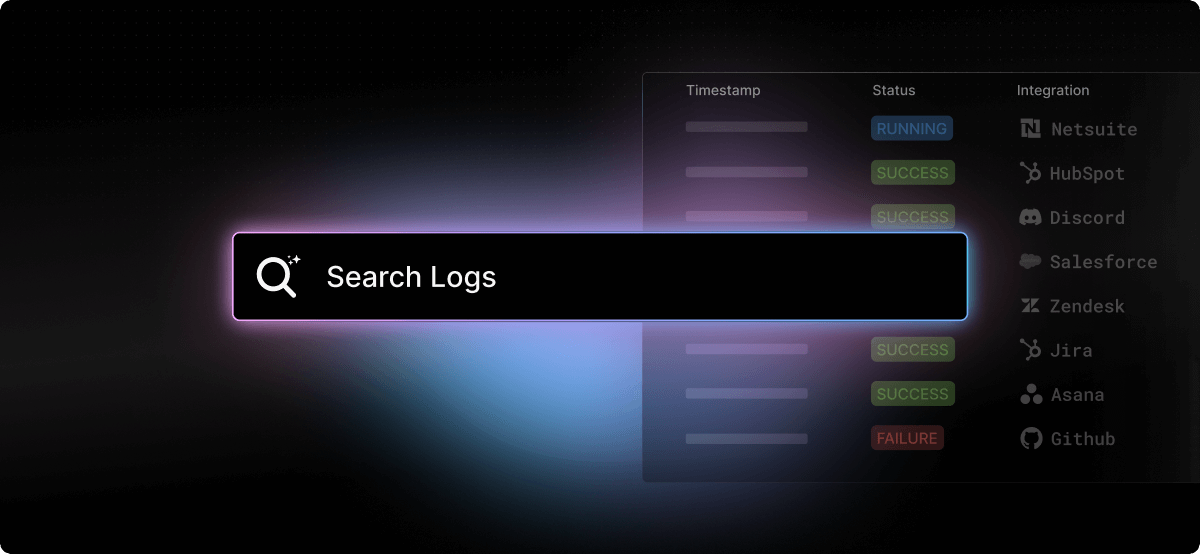 Timestamp Status Integration
RUNNING Netsuite
SUCCESS HubSpot
SUCCESS Discord
Search Logs
Salesforce
Zendesk
SUCCESS Jira
SUCCESS Asana
FAILURE Github